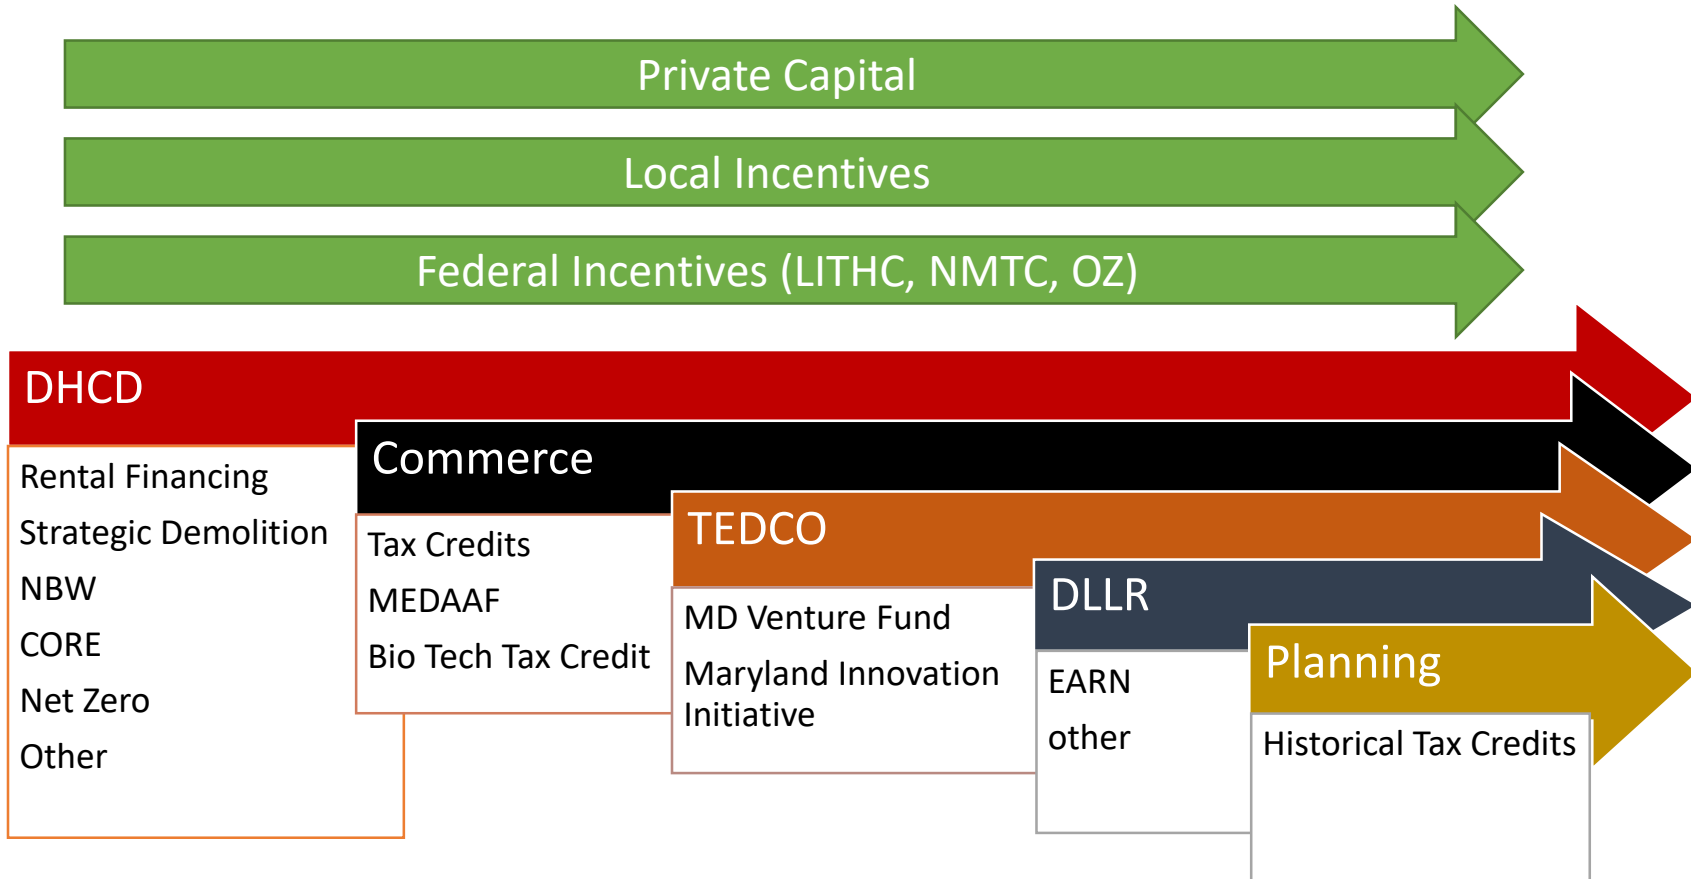 Private Capital
Local Incentives
Federal Incentives (LITHC, NMTC, OZ)
DHCD
Rental Financing
Strategic Demolition
NBW
CORE
Net Zero
Other
Commerce
Tax Credits
MEDAAF
Bio Tech Tax Credit
TEDCO
MD Venture Fund
Maryland Innovation
Initiative
DLLR
EARN
other
Planning
Historical Tax Credits